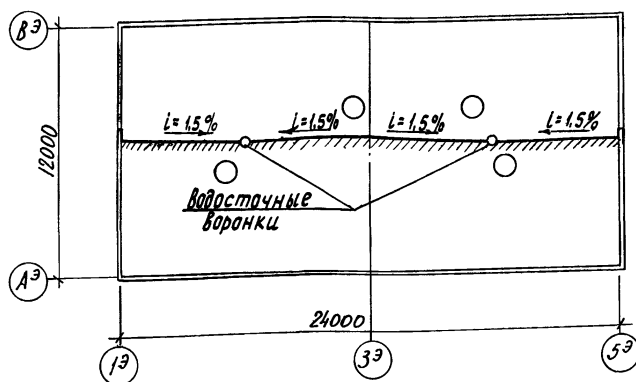 Вэ
12000
Аэ
i=1,5%
i=1,5%
i=1,5%
i=1,5%
Водосточные
воронки
24000
1э
3э
5э